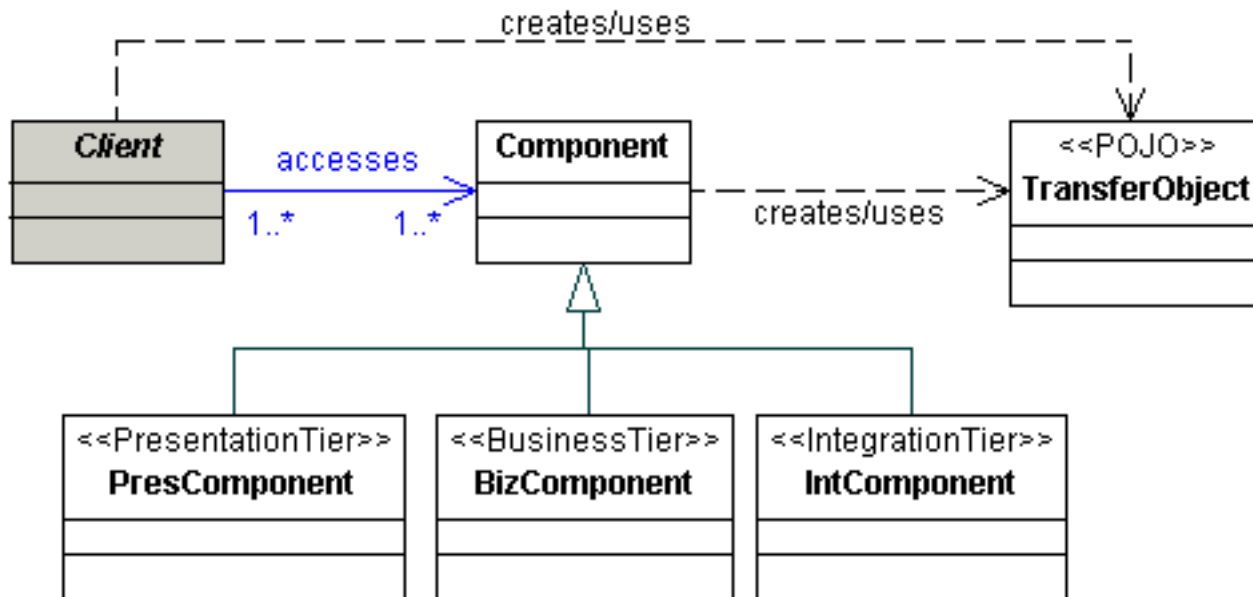 creates/uses
Client
accesses
1..*
1..*
Component
creates/uses
<<POJO>>
TransferObject
<<PresentationTier>>
PresComponent
<<BusinessTier>>
BizComponent
<<IntegrationTier>>
IntComponent